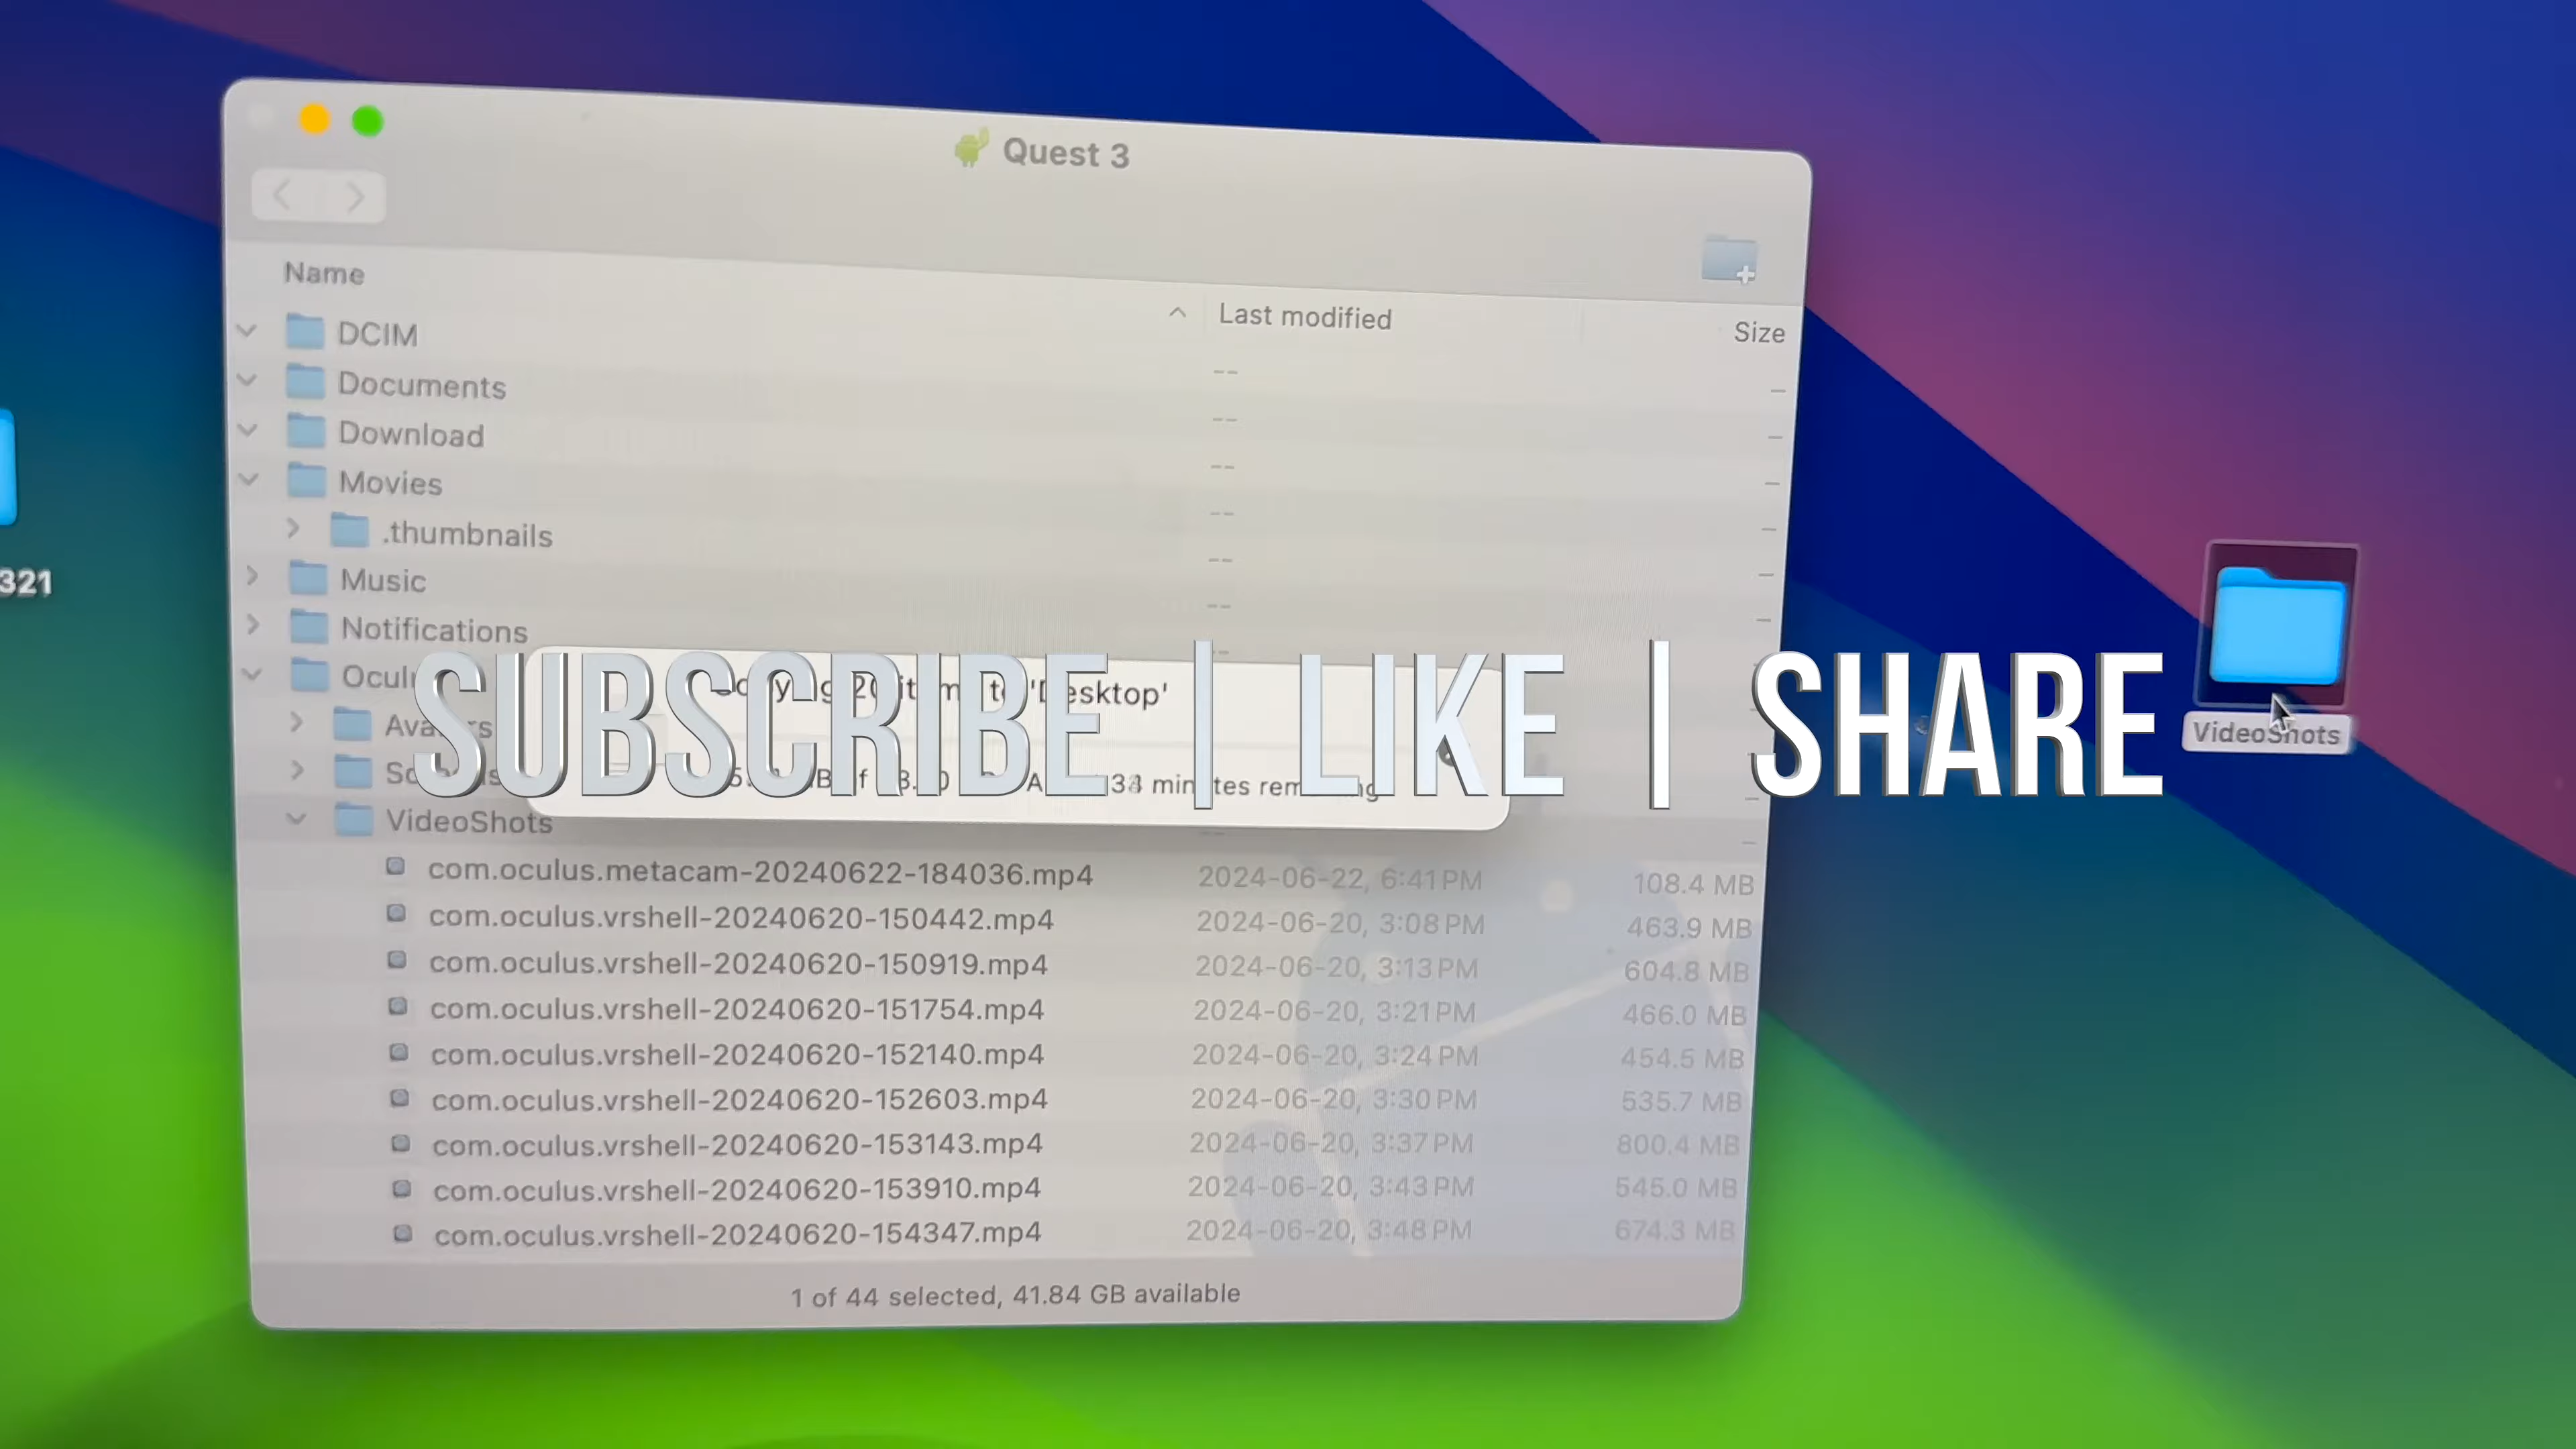 Quest 3
Name
Last modified
Size
DCIM
--
Documents
--
Download
--
Movies
--
.thumbnails
--
Music
--
Notifications
321
'Desktop'
SUBSCRIBE | LIKE | SHARE
VideoShots
VideoShots
com.oculus.metacam-20240622-184036.mp4 2024-06-22, 6:41 PM 108.4 MB
com.oculus.vrshell-20240620-150442.mp4 2024-06-20, 3:08 PM 463.9 MB
com.oculus.vrshell-20240620-150919.mp4 2024-06-20, 3:13 PM 604.8 MB
com.oculus.vrshell-20240620-151754.mp4 2024-06-20, 3:21 PM 466.0 MB
com.oculus.vrshell-20240620-152140.mp4 2024-06-20, 3:24 PM 454.5 MB
com.oculus.vrshell-20240620-152603.mp4 2024-06-20, 3:30 PM 535.7 MB
com.oculus.vrshell-20240620-153143.mp4 2024-06-20, 3:37 PM 800.4 MB
com.oculus.vrshell-20240620-153910.mp4 2024-06-20, 3:43 PM 545.0 MB
com.oculus.vrshell-20240620-154347.mp4 2024-06-20, 3:48 PM 674.3 MB
1 of 44 selected, 41.84 GB available